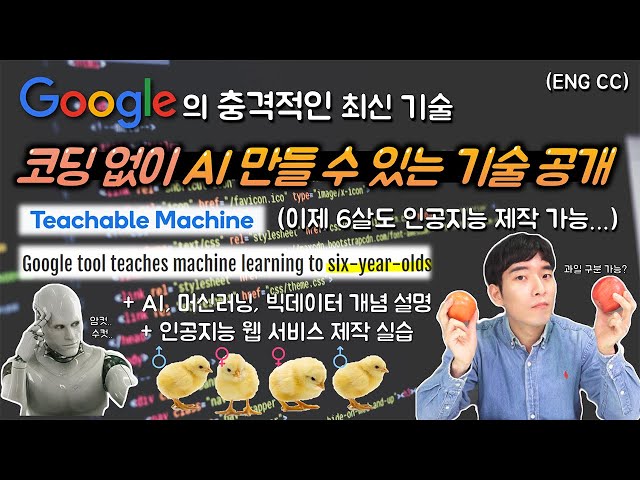 (ENG CC)
Google의 충격적인 최신 기술
코딩 없이 AI 만들 수 있는 기술 공개
Teachable Machine (이제 6살도 인공지능 제작 가능...)
Google tool teaches machine learning to six-year-olds
과일 구분 가능?
+ AI, 머신러닝, 빅데이터 개념 설명
+ 인공지능 웹 서비스 제작 실습
암컷..
수컷..